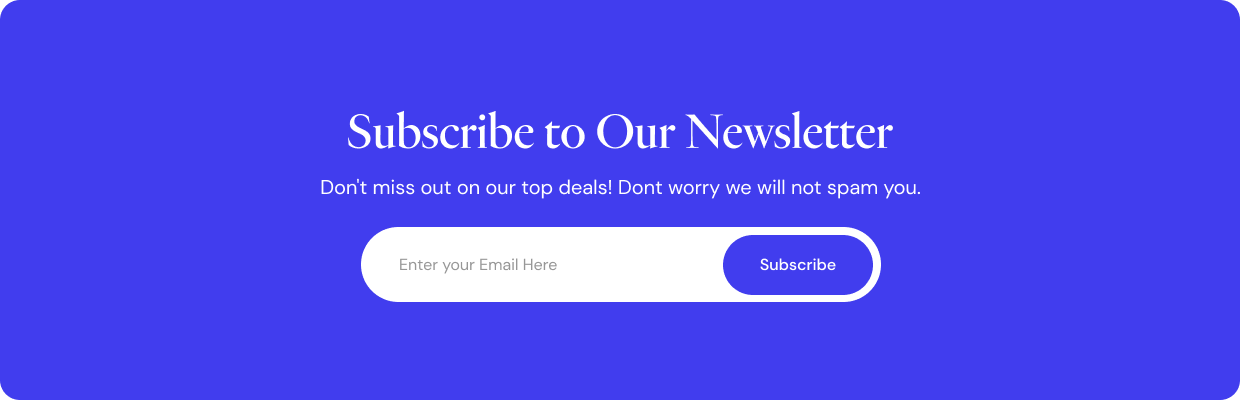 Subscribe to Our Newsletter
Don't miss out on our top deals! Dont worry we will not spam you.
Enter your Email Here
Subscribe